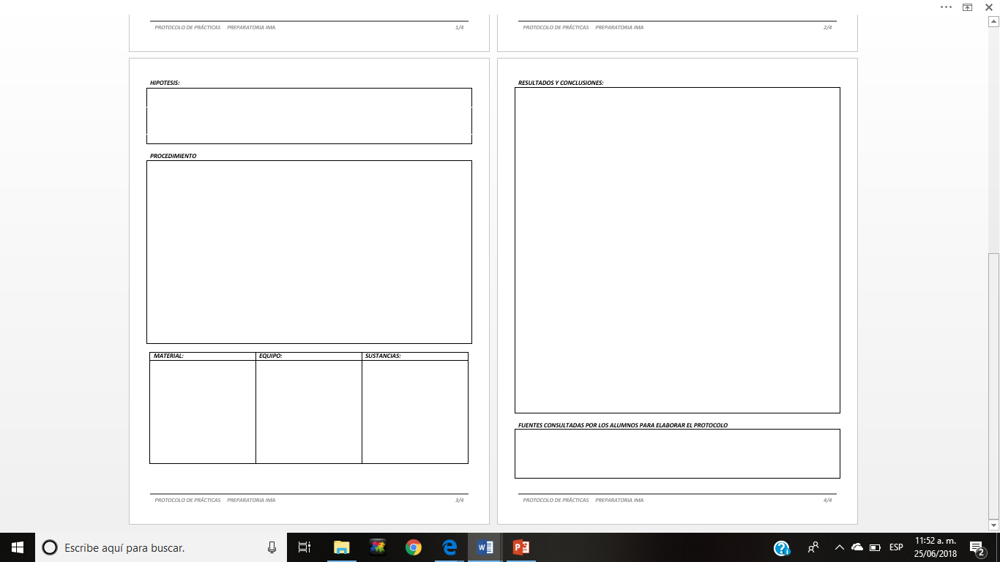 PROTOCOLO DE PRÁCTICAS PREPARATORIA IMA 1/4
PROTOCOLO DE PRÁCTICAS PREPARATORIA IMA 2/4
HIPOTESIS:
PROCEDIMIENTO
MATERIAL: EQUIPO: SUSTANCIAS:
PROTOCOLO DE PRÁCTICAS PREPARATORIA IMA 3/4
RESULTADOS Y CONCLUSIONES:
FUENTES CONSULTADAS POR LOS ALUMNOS PARA ELABORAR EL PROTOCOLO
PROTOCOLO DE PRÁCTICAS PREPARATORIA IMA 4/4
Escribe aquí para buscar.
ESP
11:52 a. m.
25/06/2018
2